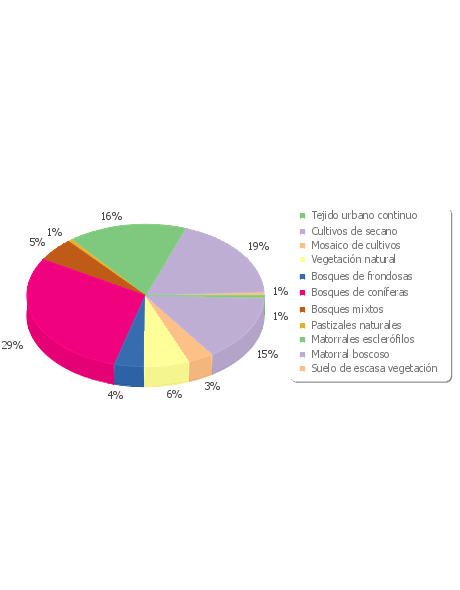 16%
1%
5%
19%
1%
1%
29%
15%
3%
6%
4%
Tejido urbano continuo
Cultivos de secano
Mosaico de cultivos
Vegetación natural
Bosques de frondosas
Bosques de coníferas
Bosques mixtos
Pastizales naturales
Matorrales esclerófilos
Matorral boscoso
Suelo de escasa vegetación